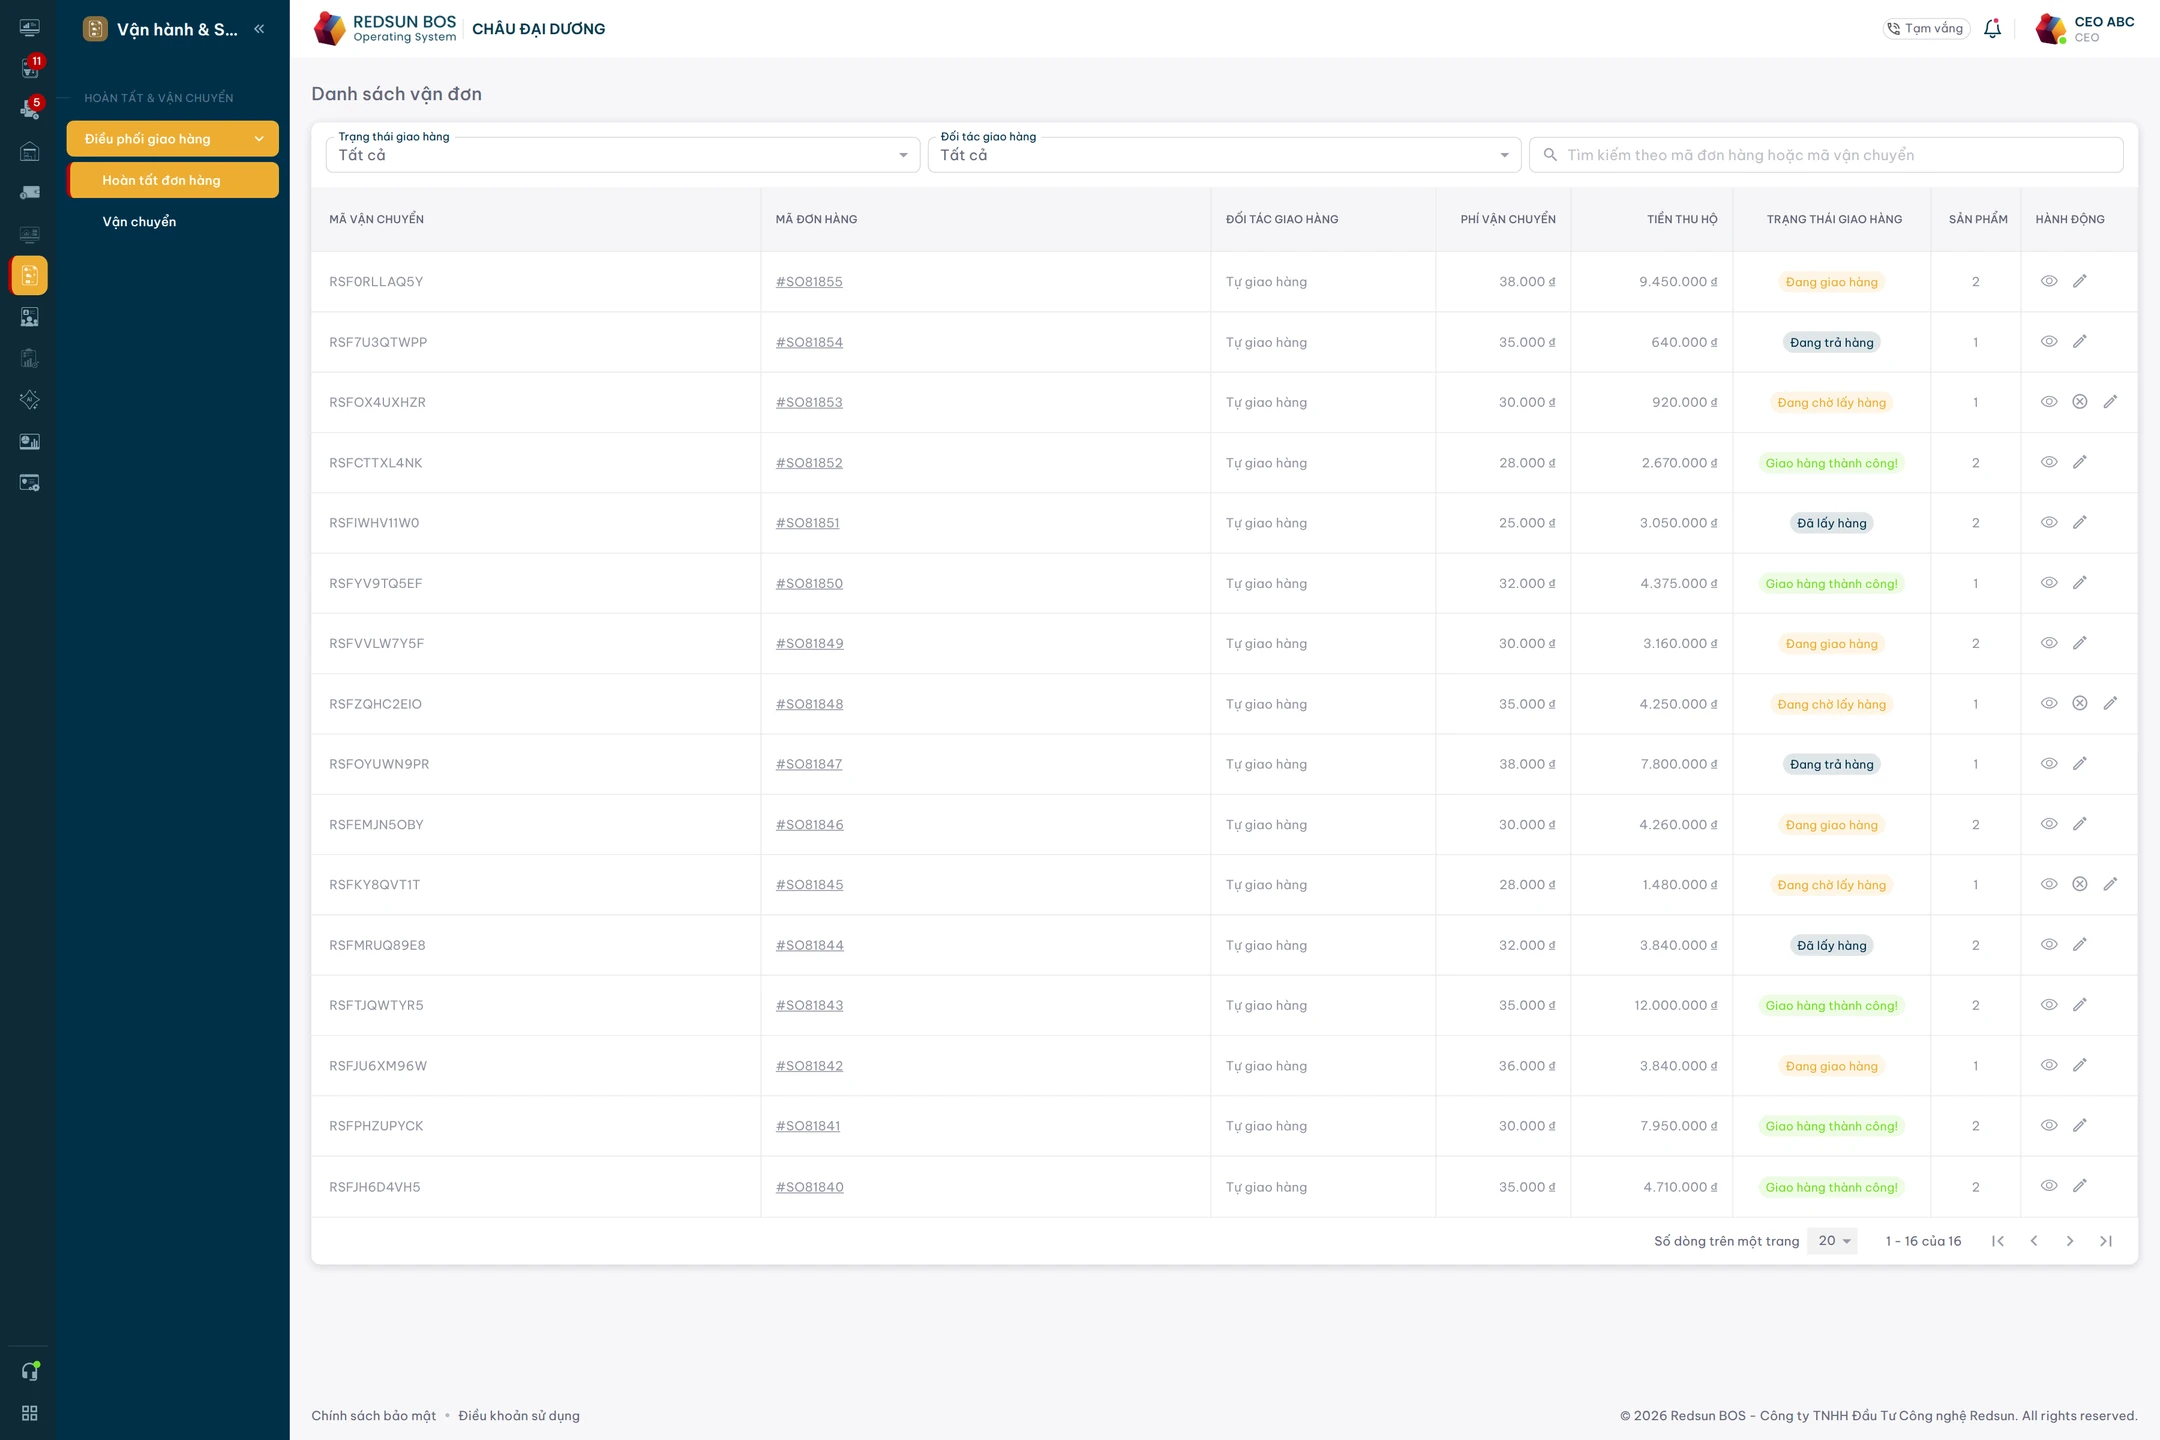 11
5
Vận hành & S...
HOÀN TẤT & VẬN CHUYỂN
Điều phối giao hàng
Hoàn tất đơn hàng
Vận chuyển
REDSUN BOS
Operating System
CHÂU ĐẠI DƯƠNG
Tạm vắng
CEO ABC
CEO
Danh sách vận đơn
Trạng thái giao hàng
Tất cả
Đối tác giao hàng
Tất cả
Tìm kiếm theo mã đơn hàng hoặc mã vận chuyển
MÃ VẬN CHUYỂN MÃ ĐƠN HÀNG ĐỐI TÁC GIAO HÀNG PHÍ VẬN CHUYỂN TIỀN THU HỘ TRẠNG THÁI GIAO HÀNG SẢN PHẨM HÀNH ĐỘNG
RSF0RLLAQ5Y #SO81855 Tự giao hàng 38.000 ₫ 9.450.000 ₫ Đang giao hàng 2
RSF7U3QTWPP #SO81854 Tự giao hàng 35.000 ₫ 640.000 ₫ Đang trả hàng 1
RSFOX4UXHZR #SO81853 Tự giao hàng 30.000 ₫ 920.000 ₫ Đang chờ lấy hàng 1
RSFCTTXL4NK #SO81852 Tự giao hàng 28.000 ₫ 2.670.000 ₫ Giao hàng thành công! 2
RSFIWHV11W0 #SO81851 Tự giao hàng 25.000 ₫ 3.050.000 ₫ Đã lấy hàng 2
RSFYV9TQ5EF #SO81850 Tự giao hàng 32.000 ₫ 4.375.000 ₫ Giao hàng thành công! 1
RSFVVLW7Y5F #SO81849 Tự giao hàng 30.000 ₫ 3.160.000 ₫ Đang giao hàng 2
RSFZQHC2EIO #SO81848 Tự giao hàng 35.000 ₫ 4.250.000 ₫ Đang chờ lấy hàng 1
RSFOYUWN9PR #SO81847 Tự giao hàng 38.000 ₫ 7.800.000 ₫ Đang trả hàng 1
RSFEMJN5OBY #SO81846 Tự giao hàng 30.000 ₫ 4.260.000 ₫ Đang giao hàng 2
RSFKY8QVT1T #SO81845 Tự giao hàng 28.000 ₫ 1.480.000 ₫ Đang chờ lấy hàng 1
RSFMRUQ89E8 #SO81844 Tự giao hàng 32.000 ₫ 3.840.000 ₫ Đã lấy hàng 2
RSFTJQWTYR5 #SO81843 Tự giao hàng 35.000 ₫ 12.000.000 ₫ Giao hàng thành công! 2
RSFJU6XM96W #SO81842 Tự giao hàng 36.000 ₫ 3.840.000 ₫ Đang giao hàng 1
RSFPHZUPYCK #SO81841 Tự giao hàng 30.000 ₫ 7.950.000 ₫ Giao hàng thành công! 2
RSFJH6D4VH5 #SO81840 Tự giao hàng 35.000 ₫ 4.710.000 ₫ Giao hàng thành công! 2
Số dòng trên một trang 20 1 - 16 của 16
Chính sách bảo mật • Điều khoản sử dụng
© 2026 Redsun BOS - Công ty TNHH Đầu Tư Công nghệ Redsun. All rights reserved.